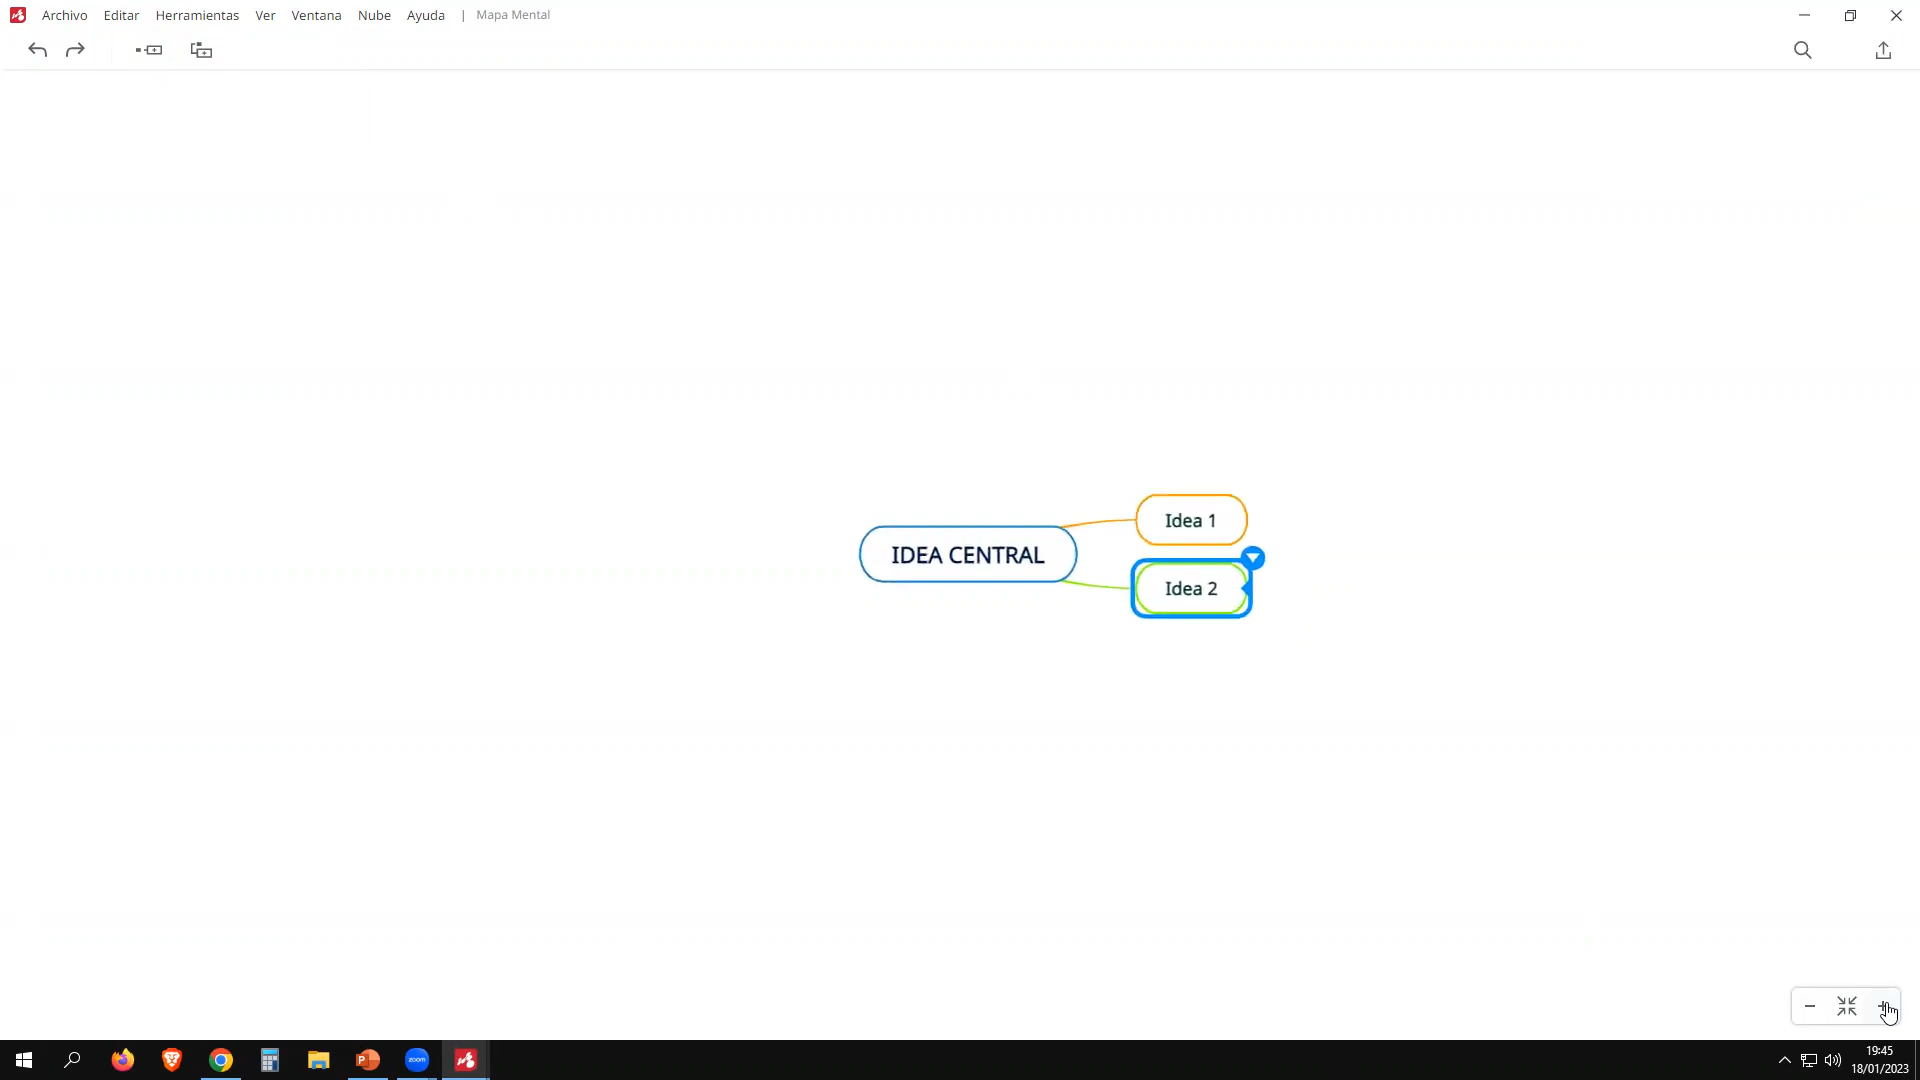 Archivo Editar Herramientas Ver Ventana Nube Ayuda | Mapa Mental
Idea 1
IDEA CENTRAL
Idea 2
zoom
19:45
18/01/2023